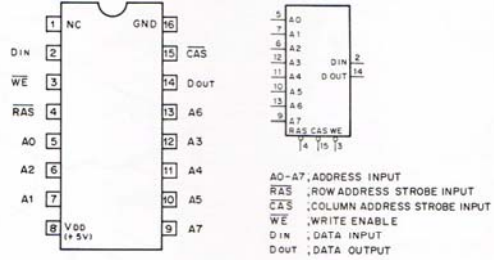 1 NC GND 16
DIN 2 15 CAS
WE 3 14 DOUT
RAS 4 13 A6
A0 5 12 A3
A2 6 11 A4
A1 7 10 A5
8 VDD (+5V) 9 A7
5 A0
7 A1
6 A2
12 A3 DIN 2
11 A4 DOUT 14
10 A5
13 A6
9 A7
RAS CAS WE
4 15 3
A0-A7; ADDRESS INPUT
RAS ; ROW ADDRESS STROBE INPUT
CAS ; COLUMN ADDRESS STROBE INPUT
WE ; WRITE ENABLE
DIN ; DATA INPUT
DOUT ; DATA OUTPUT